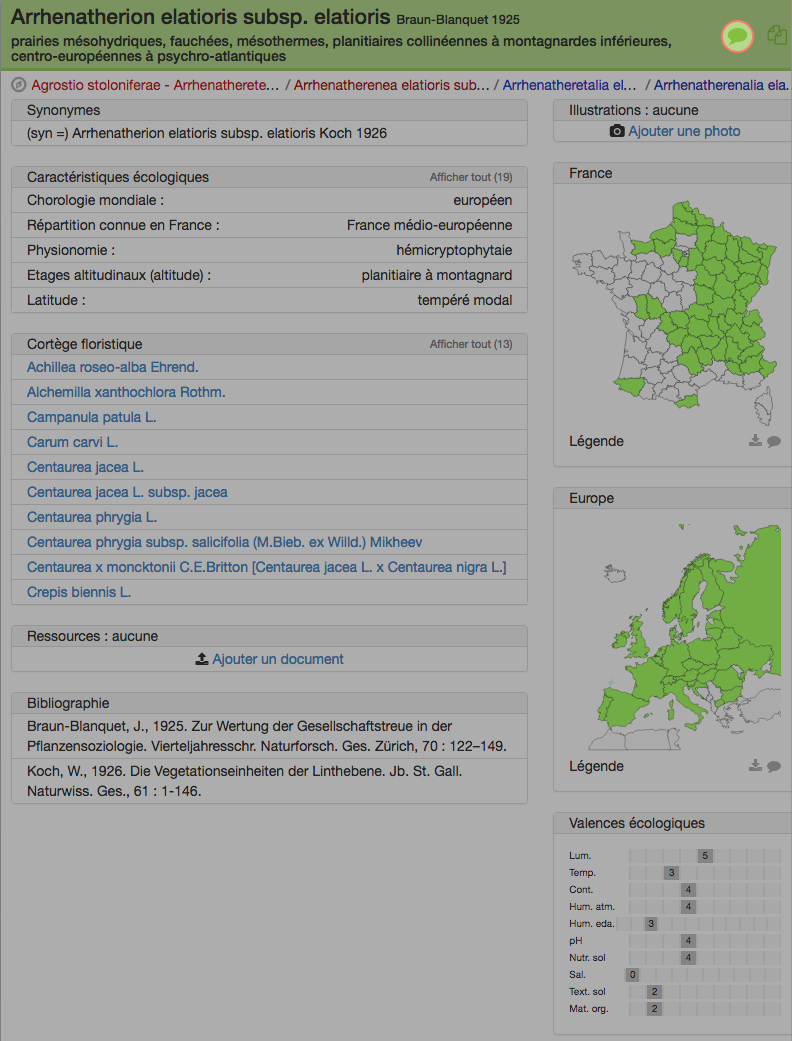 Arrhenatherion elatioris subsp. elatioris Braun-Blanquet 1925
prairies mésohydriques, fauchées, mésothermes, planitiaires collinéennes à montagnardes inférieures,
centro-européennes à psychro-atlantiques
Agrostio stoloniferae - Arrhenatherete... / Arrhenatherenea elatioris sub... / Arrhenatheretalia el... / Arrhenatherenalia ela.
Synonymes
(syn =) Arrhenatherion elatioris subsp. elatioris Koch 1926
Caractéristiques écologiques Afficher tout (19)
Chorologie mondiale : européen
Répartition connue en France : France médio-européenne
Physionomie : hémicryptophytaie
Etages altitudinaux (altitude) : planitiaire à montagnard
Latitude : tempéré modal
Cortège floristique Afficher tout (13)
Achillea roseo-alba Ehrend.
Alchemilla xanthochlora Rothm.
Campanula patula L.
Carum carvi L.
Centaurea jacea L.
Centaurea jacea L. subsp. jacea
Centaurea phrygia L.
Centaurea phrygia subsp. salicifolia (M.Bieb. ex Willd.) Mikheev
Centaurea x moncktonii C.E.Britton [Centaurea jacea L. x Centaurea nigra L.]
Crepis biennis L.
Ressources : aucune
Ajouter un document
Bibliographie
Braun-Blanquet, J., 1925. Zur Wertung der Gesellschaftstreue in der
Pflanzensoziologie. Vierteljahresschr. Naturforsch. Ges. Zürich, 70 : 122–149.
Koch, W., 1926. Die Vegetationseinheiten der Linthebene. Jb. St. Gall.
Naturwiss. Ges., 61 : 1-146.
Illustrations : aucune
Ajouter une photo
France
Légende
Europe
Légende
Valences écologiques
Lum. 5
Temp. 3
Cont. 4
Hum. atm. 4
Hum. eda. 3
pH 4
Nutr. sol 4
Sal. 0
Text. sol 2
Mat. org. 2